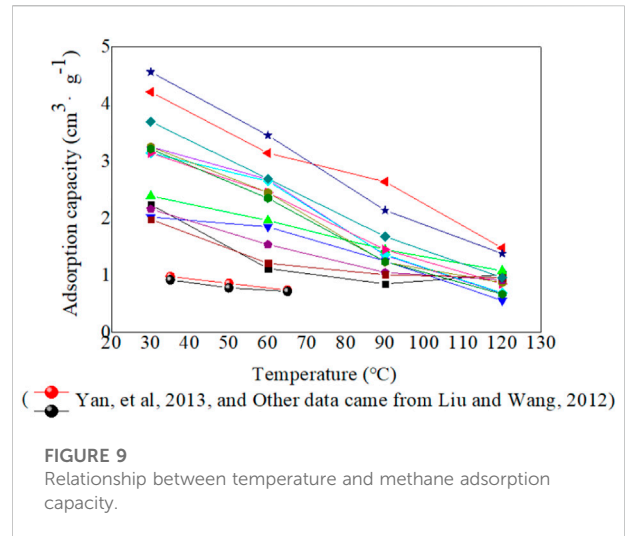 Adsorption capacity (cm³· g⁻¹)
5
4
3
2
1
0
20 30 40 50 60 70 80 90 100 110 120 130
Temperature (°C)
( Yan, et al, 2013, and Other data came from Liu and Wang, 2012)
FIGURE 9
Relationship between temperature and methane adsorption
capacity.